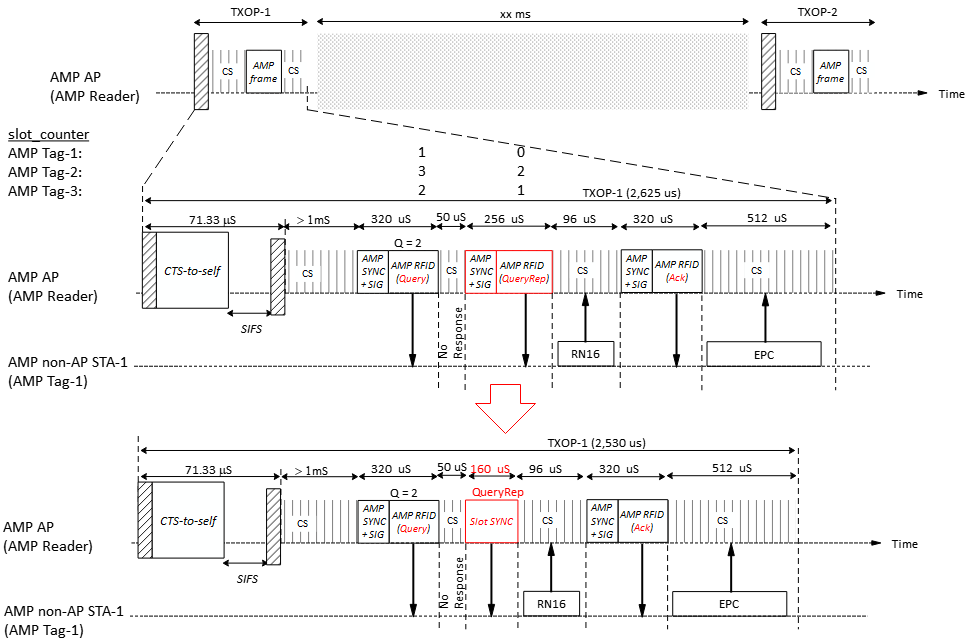 TXOP-1
xx ms
TXOP-2
CS
AMP
frame
CS
CS
AMP
frame
CS
AMP AP
(AMP Reader)
Time
slot_counter
AMP Tag-1: 1 0
AMP Tag-2: 3 2
AMP Tag-3: 2 1
TXOP-1 (2,625 us)
71.33 µS
> 1mS
320 uS
50 uS
256 uS
96 uS
320 uS
512 uS
Q = 2
CTS-to-self
CS
AMP
SYNC
+ SIG
AMP RFID
(Query)
CS
AMP
SYNC
+ SIG
AMP RFID
(QueryRep)
CS
AMP
SYNC
+ SIG
AMP RFID
(Ack)
CS
AMP AP
(AMP Reader)
Time
SIFS
No
Response
RN16
EPC
AMP non-AP STA-1
(AMP Tag-1)
TXOP-1 (2,530 us)
71.33 µS
> 1mS
320 uS
50 uS
160 uS
96 uS
320 uS
512 uS
Q = 2
QueryRep
CTS-to-self
CS
AMP
SYNC
+ SIG
AMP RFID
(Query)
CS
Slot SYNC
CS
AMP
SYNC
+ SIG
AMP RFID
(Ack)
CS
AMP AP
(AMP Reader)
Time
SIFS
No
Response
RN16
EPC
AMP non-AP STA-1
(AMP Tag-1)